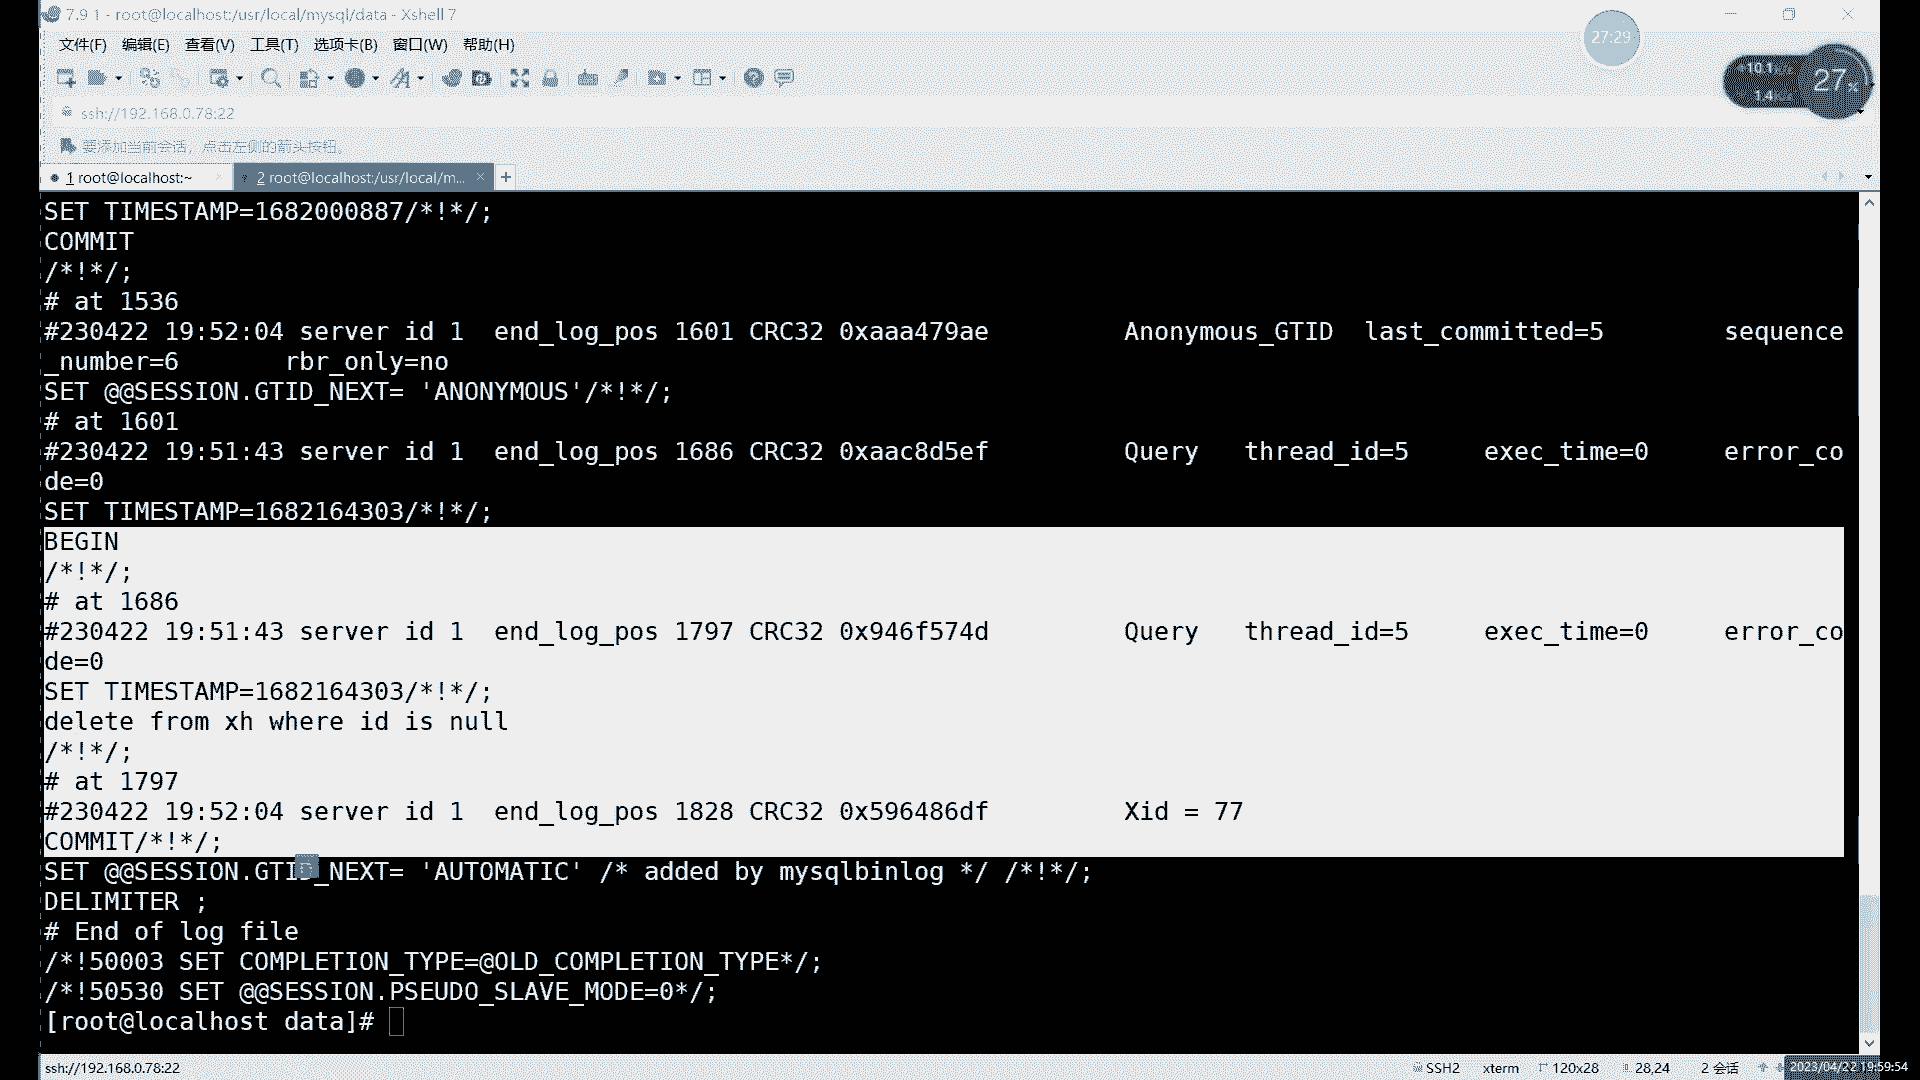 7.9 1 - root@localhost:/usr/local/mysql/data - Xshell 7
文件(F) 编辑(E) 查看(V) 工具(T) 选项卡(B) 窗口(W) 帮助(H)
27:29
10.1
1.4
27%
ssh://192.168.0.78:22
要添加当前会话，点击左侧的箭头按钮。
1 root@localhost:~ × 2 root@localhost:/usr/local/m... × +
SET TIMESTAMP=1682000887/*!*/;
COMMIT
/*!*/;
# at 1536
#230422 19:52:04 server id 1  end_log_pos 1601 CRC32 0xaaa479ae         Anonymous_GTID  last_committed=5        sequence
_number=6       rbr_only=no
SET @@SESSION.GTID_NEXT= 'ANONYMOUS'/*!*/;
# at 1601
#230422 19:51:43 server id 1  end_log_pos 1686 CRC32 0xaac8d5ef         Query   thread_id=5     exec_time=0     error_co
de=0
SET TIMESTAMP=1682164303/*!*/;
BEGIN
/*!*/;
# at 1686
#230422 19:51:43 server id 1  end_log_pos 1797 CRC32 0x946f574d         Query   thread_id=5     exec_time=0     error_co
de=0
SET TIMESTAMP=1682164303/*!*/;
delete from xh where id is null
/*!*/;
# at 1797
#230422 19:52:04 server id 1  end_log_pos 1828 CRC32 0x596486df         Xid = 77
COMMIT/*!*/;
SET @@SESSION.GTID_NEXT= 'AUTOMATIC' /* added by mysqlbinlog */ /*!*/;
DELIMITER ;
# End of log file
/*!50003 SET COMPLETION_TYPE=@OLD_COMPLETION_TYPE*/;
/*!50530 SET @@SESSION.PSEUDO_SLAVE_MODE=0*/;
[root@localhost data]#
ssh://192.168.0.78:22 SSH2 xterm 120x28 28,24 2 会话 2023/04/22 19:59:54